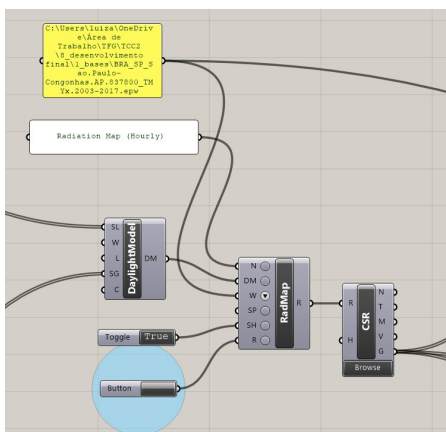 C:\Users\luiza\OneDriv
e\Área de
Trabalho\TFG\TCC2
\8_desenvolvimento
final\1_bases\BRA_SP_S
ao.Paulo-
Congonhas.AP.837800_TM
Yx.2003-2017.epw
Radiation Map (Hourly)
SL
W
L
SG
C
DaylightModel
DM
N
DM
W
SP
SH
R
RadMap
R
R
H
CSR
N
T
M
V
G
Browse
Toggle True
Button